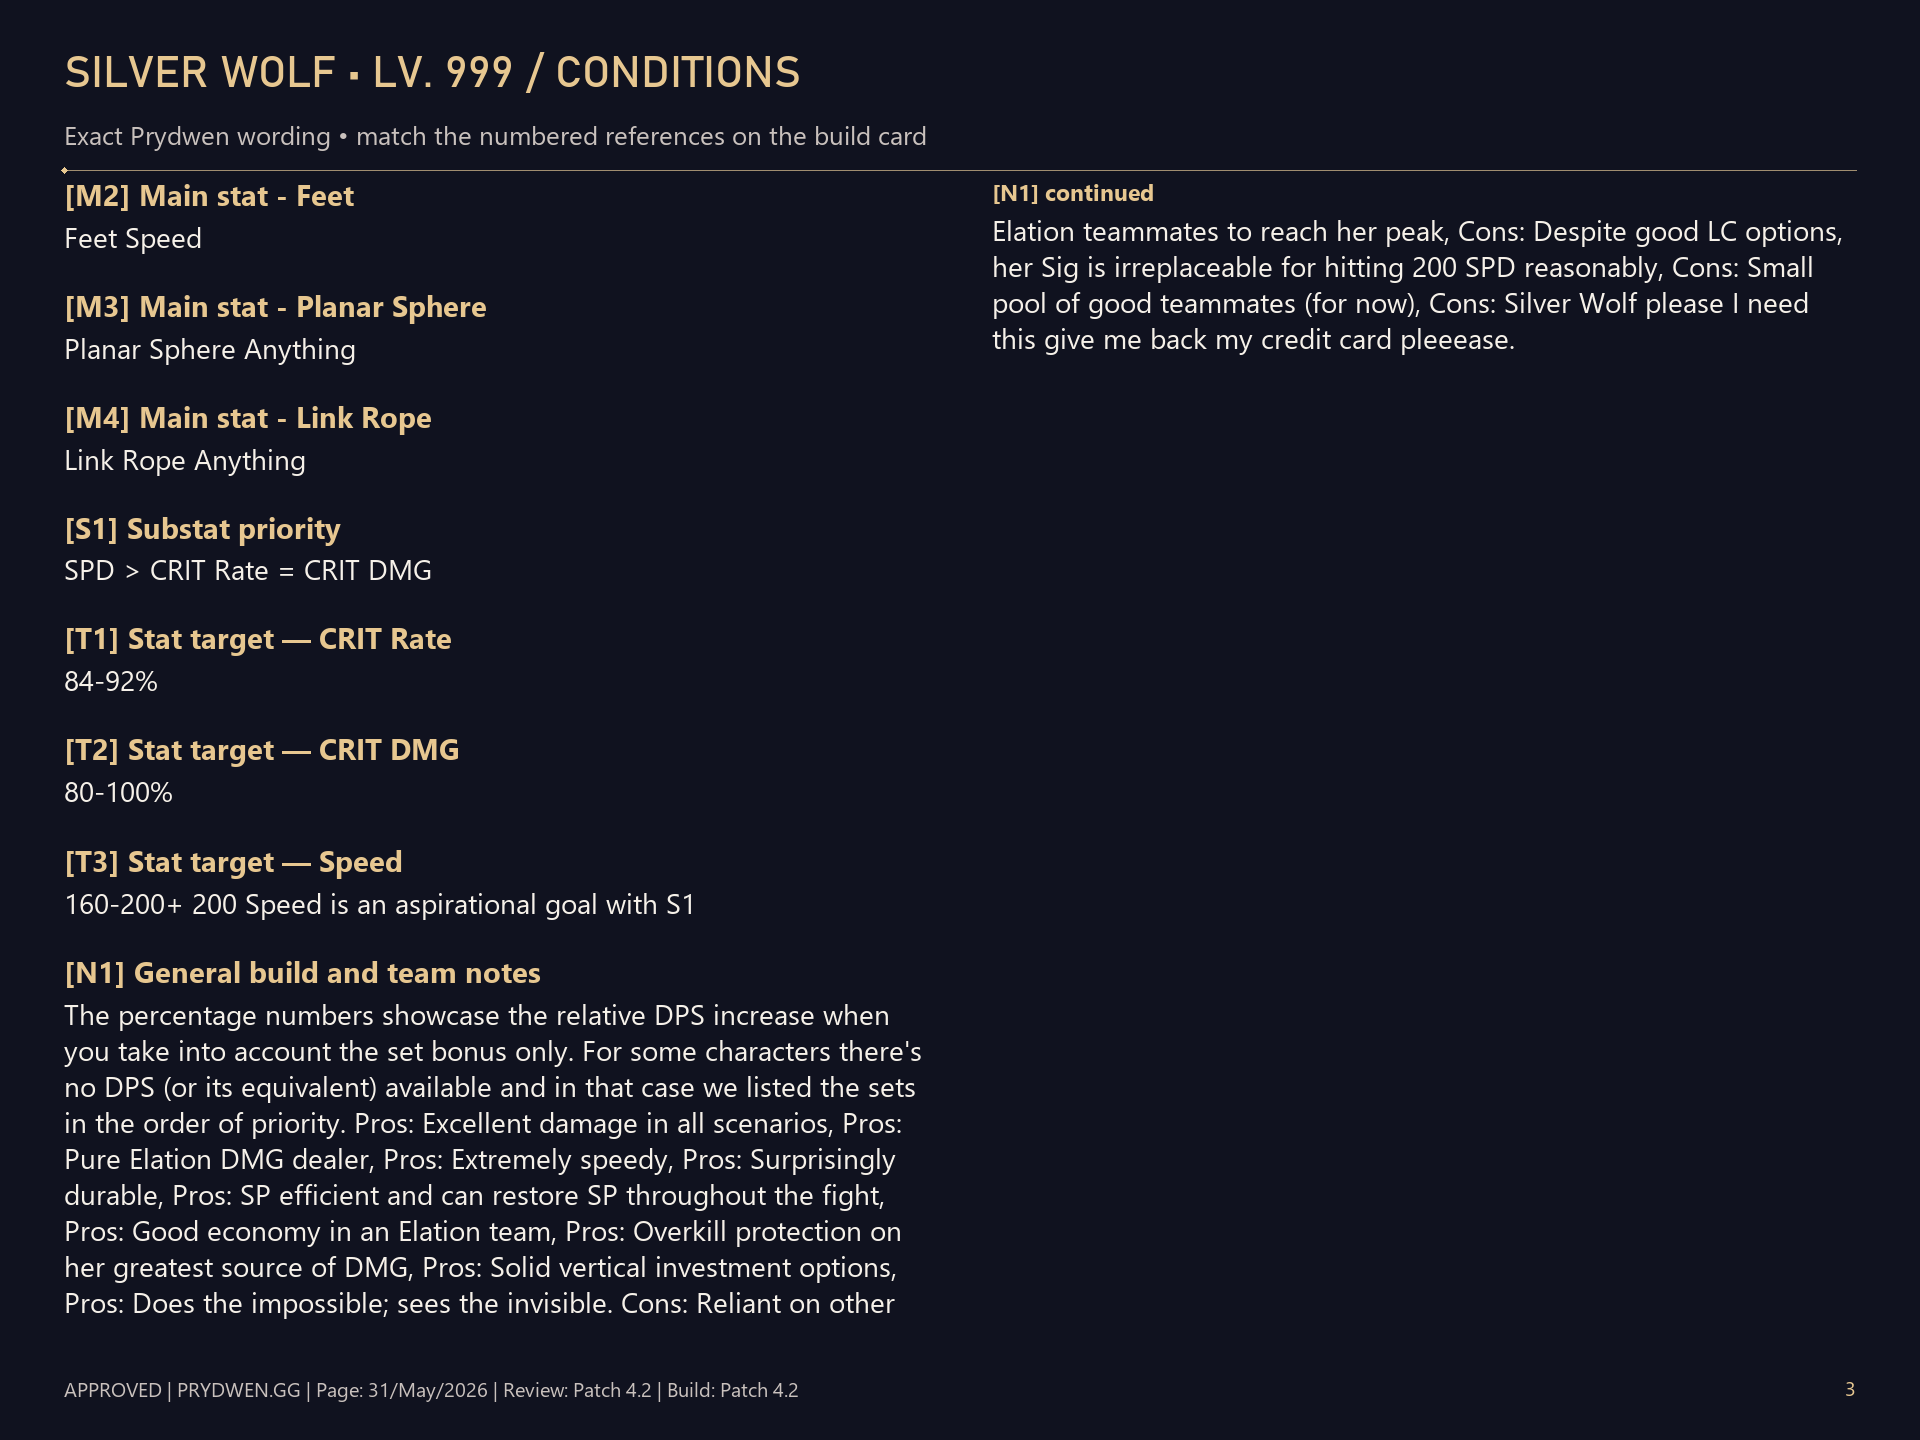 SILVER WOLF • LV. 999 / CONDITIONS
Exact Prydwen wording • match the numbered references on the build card
[M2] Main stat - Feet
Feet Speed
[M3] Main stat - Planar Sphere
Planar Sphere Anything
[M4] Main stat - Link Rope
Link Rope Anything
[S1] Substat priority
SPD > CRIT Rate = CRIT DMG
[T1] Stat target — CRIT Rate
84-92%
[T2] Stat target — CRIT DMG
80-100%
[T3] Stat target — Speed
160-200+ 200 Speed is an aspirational goal with S1
[N1] General build and team notes
The percentage numbers showcase the relative DPS increase when
you take into account the set bonus only. For some characters there's
no DPS (or its equivalent) available and in that case we listed the sets
in the order of priority. Pros: Excellent damage in all scenarios, Pros:
Pure Elation DMG dealer, Pros: Extremely speedy, Pros: Surprisingly
durable, Pros: SP efficient and can restore SP throughout the fight,
Pros: Good economy in an Elation team, Pros: Overkill protection on
her greatest source of DMG, Pros: Solid vertical investment options,
Pros: Does the impossible; sees the invisible. Cons: Reliant on other
[N1] continued
Elation teammates to reach her peak, Cons: Despite good LC options,
her Sig is irreplaceable for hitting 200 SPD reasonably, Cons: Small
pool of good teammates (for now), Cons: Silver Wolf please I need
this give me back my credit card pleeease.
APPROVED | PRYDWEN.GG | Page: 31/May/2026 | Review: Patch 4.2 | Build: Patch 4.2
3